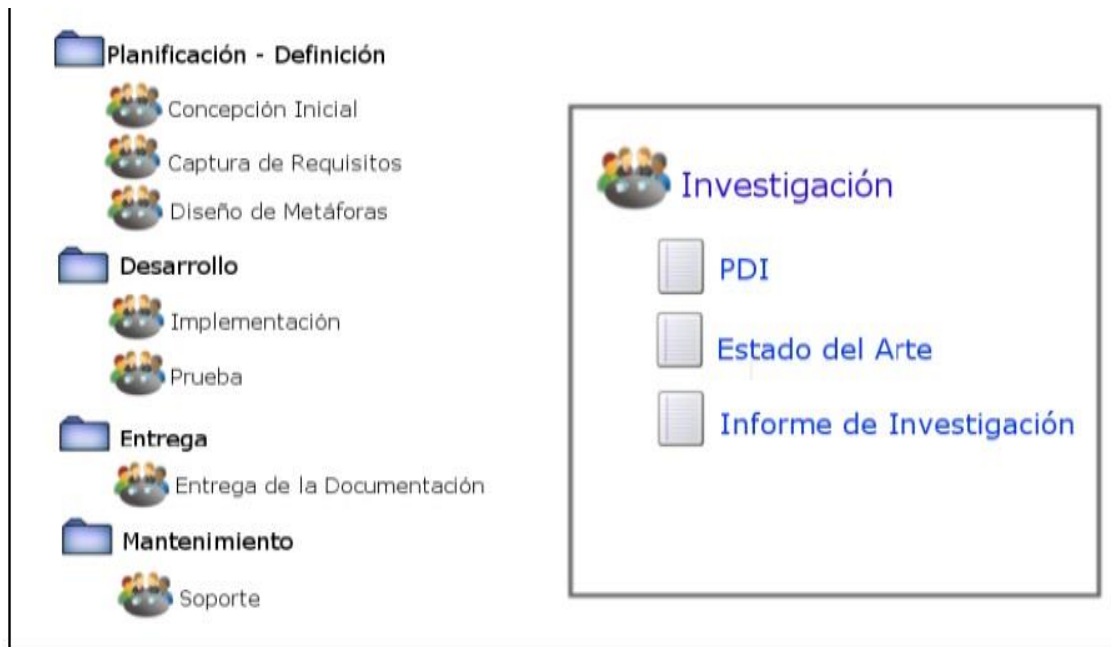 Planificación - Definición
Concepción Inicial
Captura de Requisitos
Diseño de Metáforas
Desarrollo
Implementación
Prueba
Entrega
Entrega de la Documentación
Mantenimiento
Soporte
Investigación
PDI
Estado del Arte
Informe de Investigación